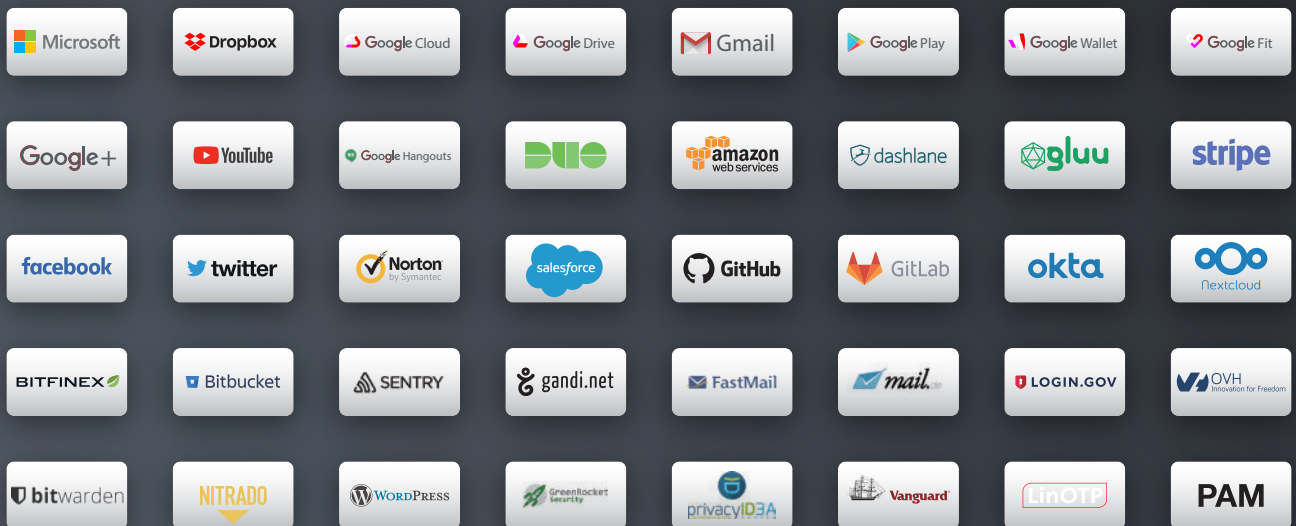 Microsoft
Dropbox
Google Cloud
Google Drive
Gmail
Google Play
Google Wallet
Google Fit
Google+
YouTube
Google Hangouts
DUO
amazon
web services
dashlane
gluu
stripe
facebook
twitter
Norton
by Symantec
salesforce
GitHub
GitLab
okta
Nextcloud
BITFINEX
Bitbucket
SENTRY
gandi.net
FastMail
mail.de
LOGIN.GOV
OVH
Innovation for Freedom
bitwarden
NITRADO
WORDPRESS
GreenRocket
Security
privacyID3A
Vanguard
LinOTP
PAM